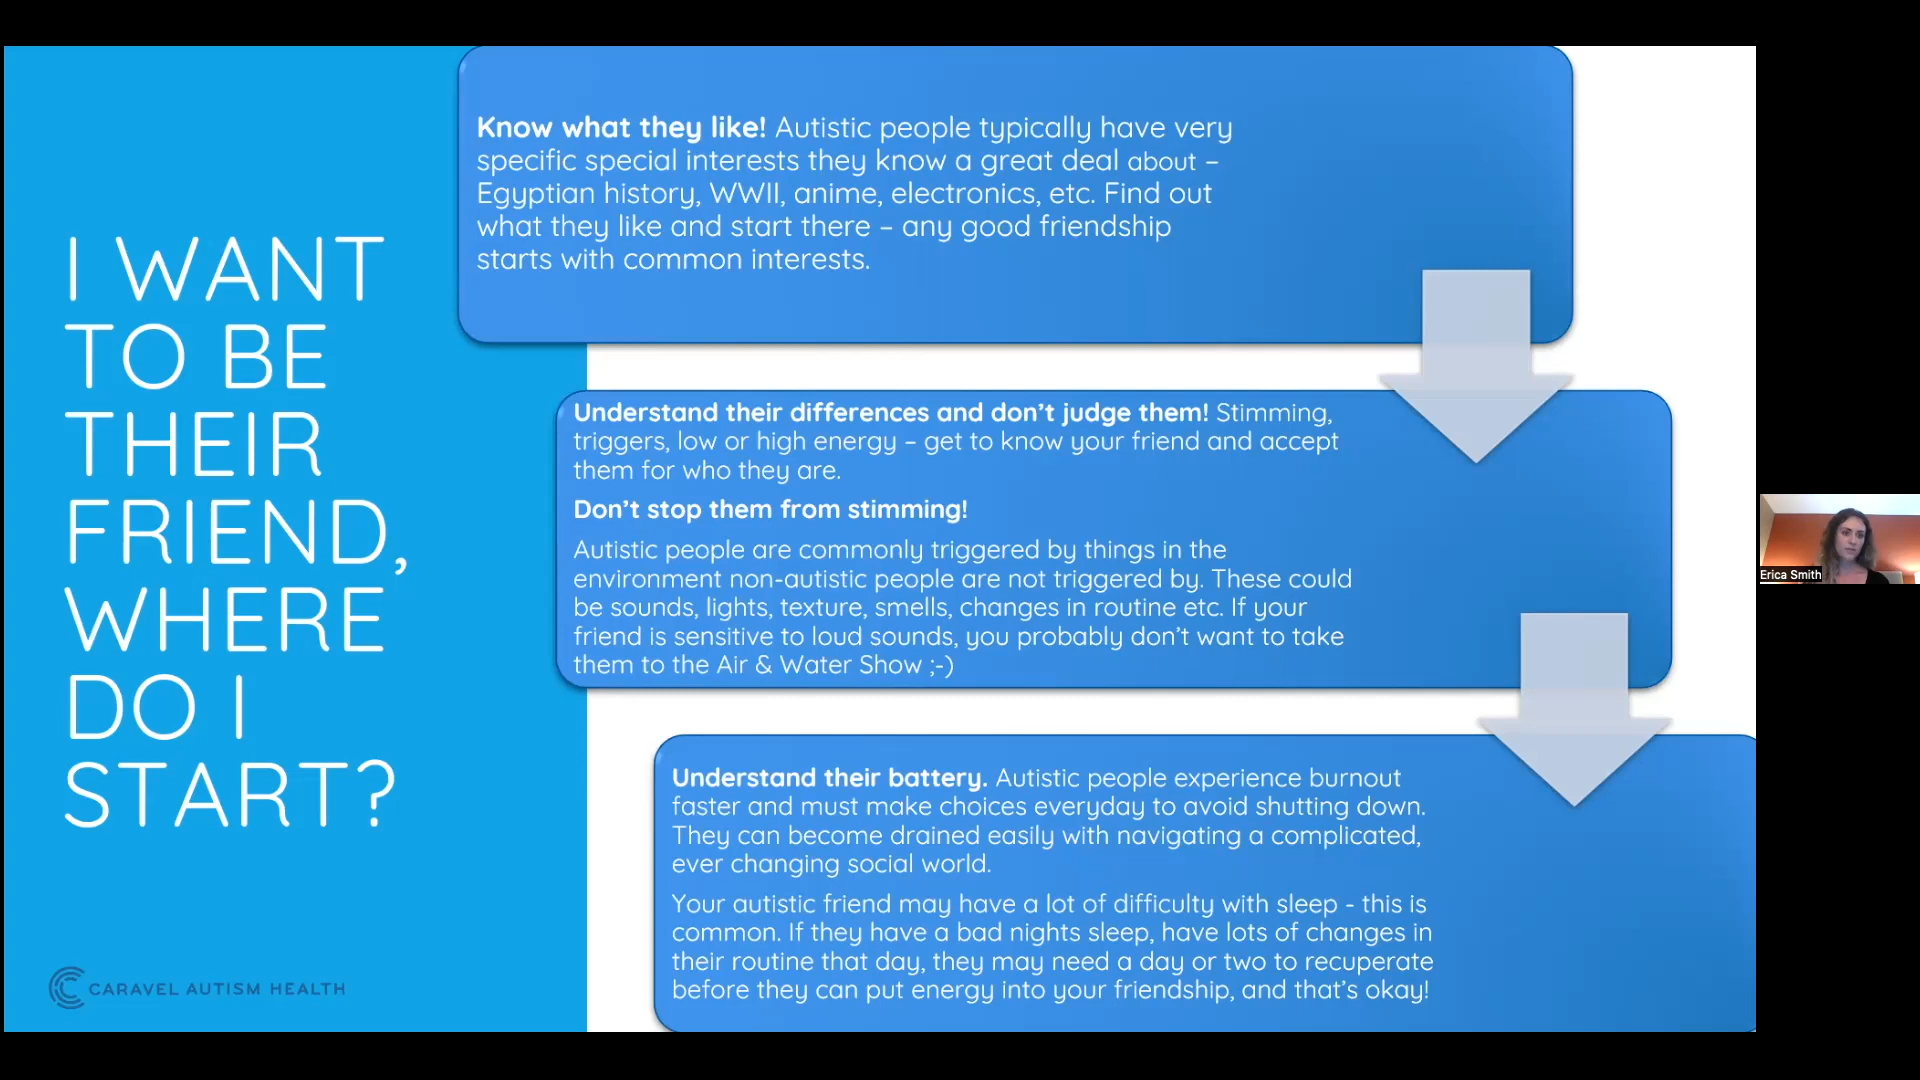 I WANT
TO BE
THEIR
FRIEND,
WHERE
DO I
START?
CARAVEL AUTISM HEALTH
Know what they like! Autistic people typically have very
specific special interests they know a great deal about –
Egyptian history, WWII, anime, electronics, etc. Find out
what they like and start there – any good friendship
starts with common interests.
Understand their differences and don't judge them! Stimming,
triggers, low or high energy – get to know your friend and accept
them for who they are.
Don't stop them from stimming!
Autistic people are commonly triggered by things in the
environment non-autistic people are not triggered by. These could
be sounds, lights, texture, smells, changes in routine etc. If your
friend is sensitive to loud sounds, you probably don't want to take
them to the Air & Water Show ;-)
Understand their battery. Autistic people experience burnout
faster and must make choices everyday to avoid shutting down.
They can become drained easily with navigating a complicated,
ever changing social world.
Your autistic friend may have a lot of difficulty with sleep - this is
common. If they have a bad nights sleep, have lots of changes in
their routine that day, they may need a day or two to recuperate
before they can put energy into your friendship, and that's okay!
Erica Smith